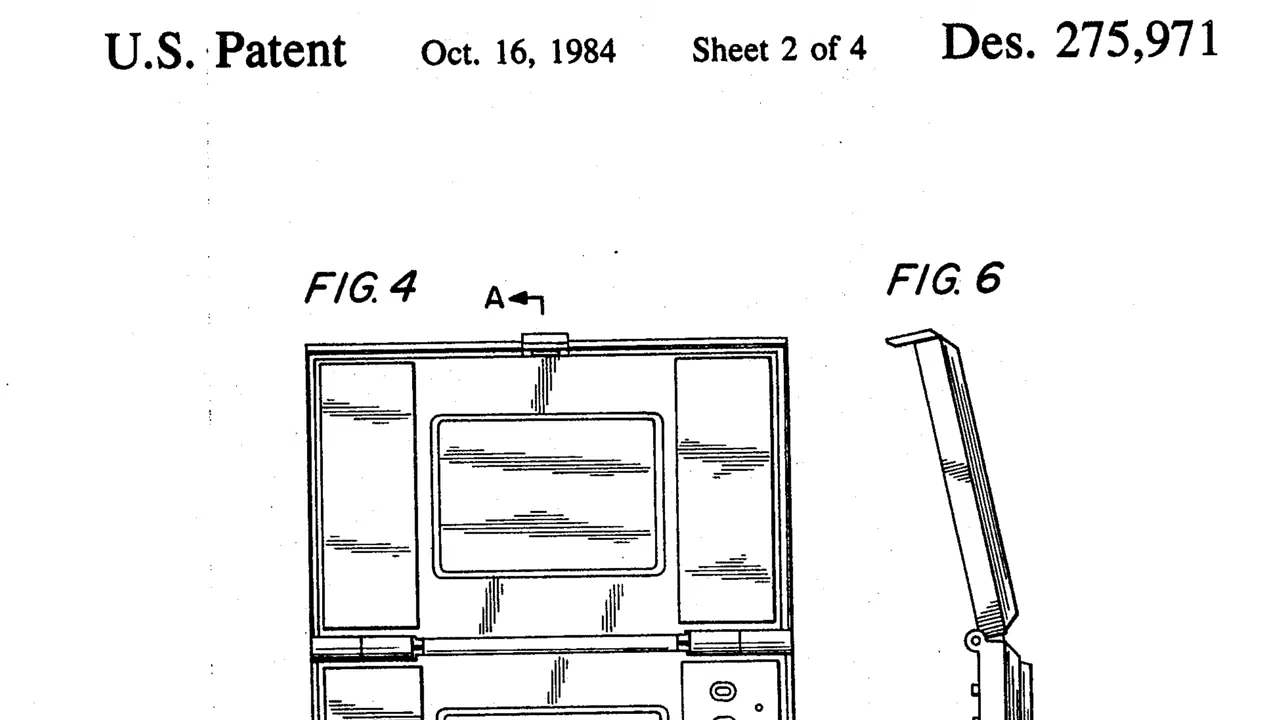 U.S. Patent Oct. 16, 1984 Sheet 2 of 4 Des. 275,971
FIG. 4
A
FIG. 6